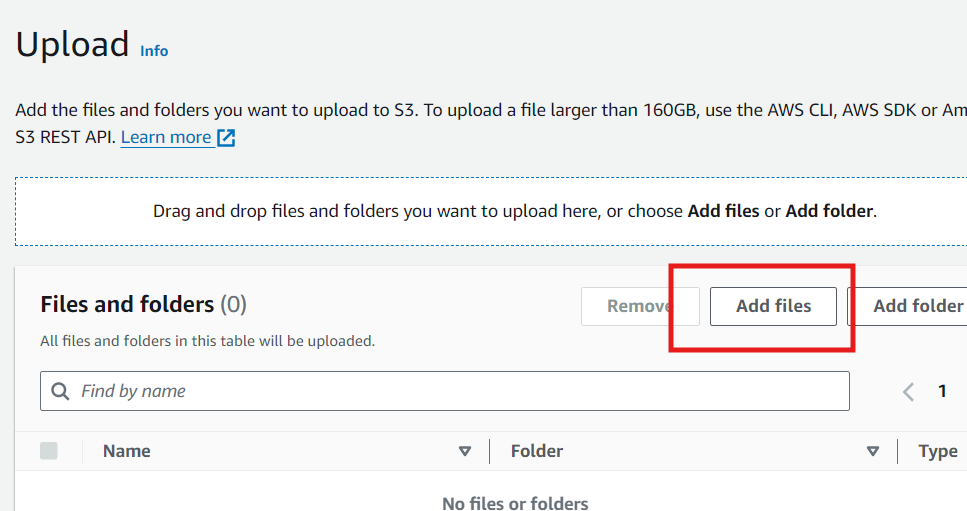 Upload Info
Add the files and folders you want to upload to S3. To upload a file larger than 160GB, use the AWS CLI, AWS SDK or Am
S3 REST API. Learn more
Drag and drop files and folders you want to upload here, or choose Add files or Add folder.
Files and folders (0)
Remove
Add files
Add folder
All files and folders in this table will be uploaded.
Find by name
1
Name
Folder
Type
No files or folders